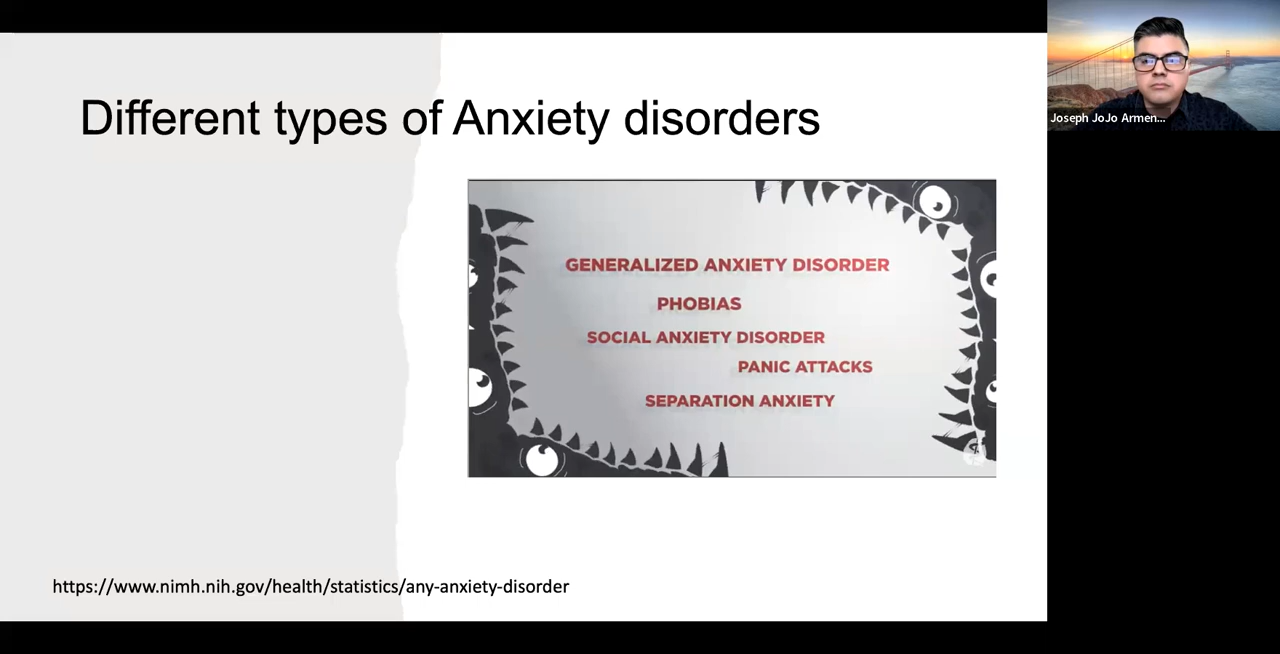 Different types of Anxiety disorders
GENERALIZED ANXIETY DISORDER
PHOBIAS
SOCIAL ANXIETY DISORDER
PANIC ATTACKS
SEPARATION ANXIETY
https://www.nimh.nih.gov/health/statistics/any-anxiety-disorder
Joseph JoJo Armen...